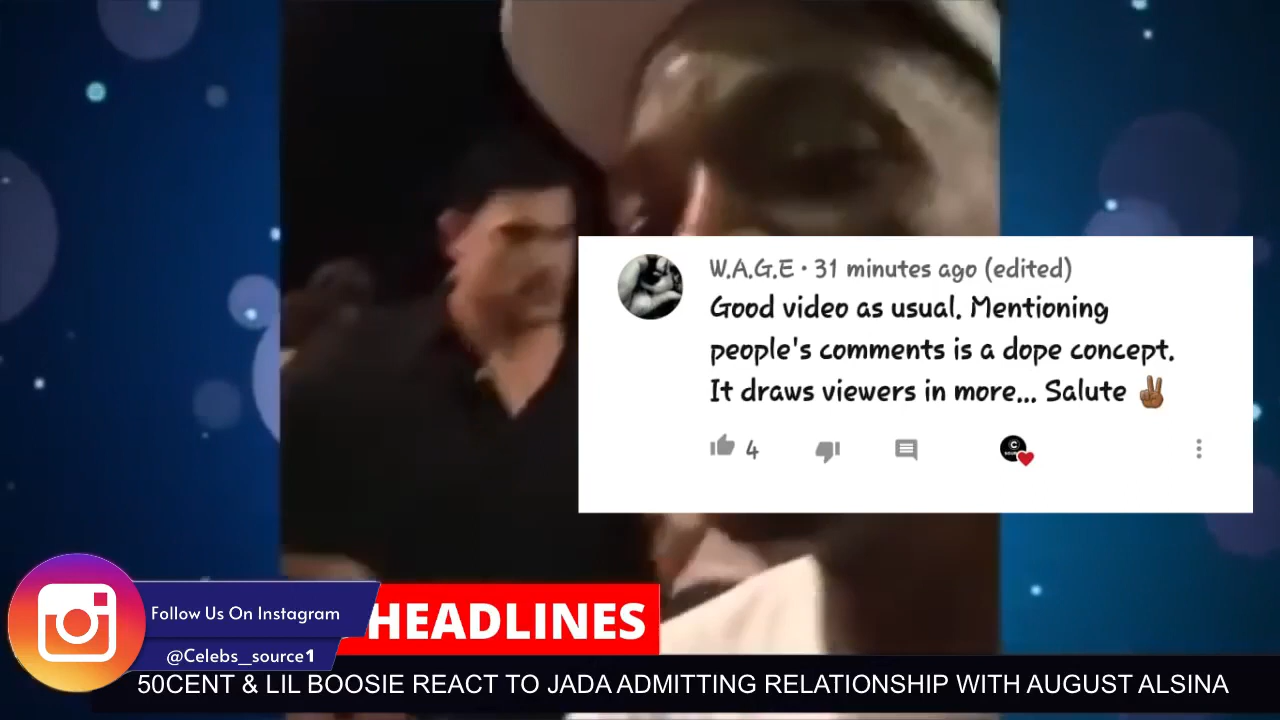 W.A.G.E · 31 minutes ago (edited)
Good video as usual. Mentioning
people's comments is a dope concept.
It draws viewers in more... Salute ✌🏾
4
HEADLINES
Follow Us On Instagram
@Celebs_source1
50CENT & LIL BOOSIE REACT TO JADA ADMITTING RELATIONSHIP WITH AUGUST ALSINA